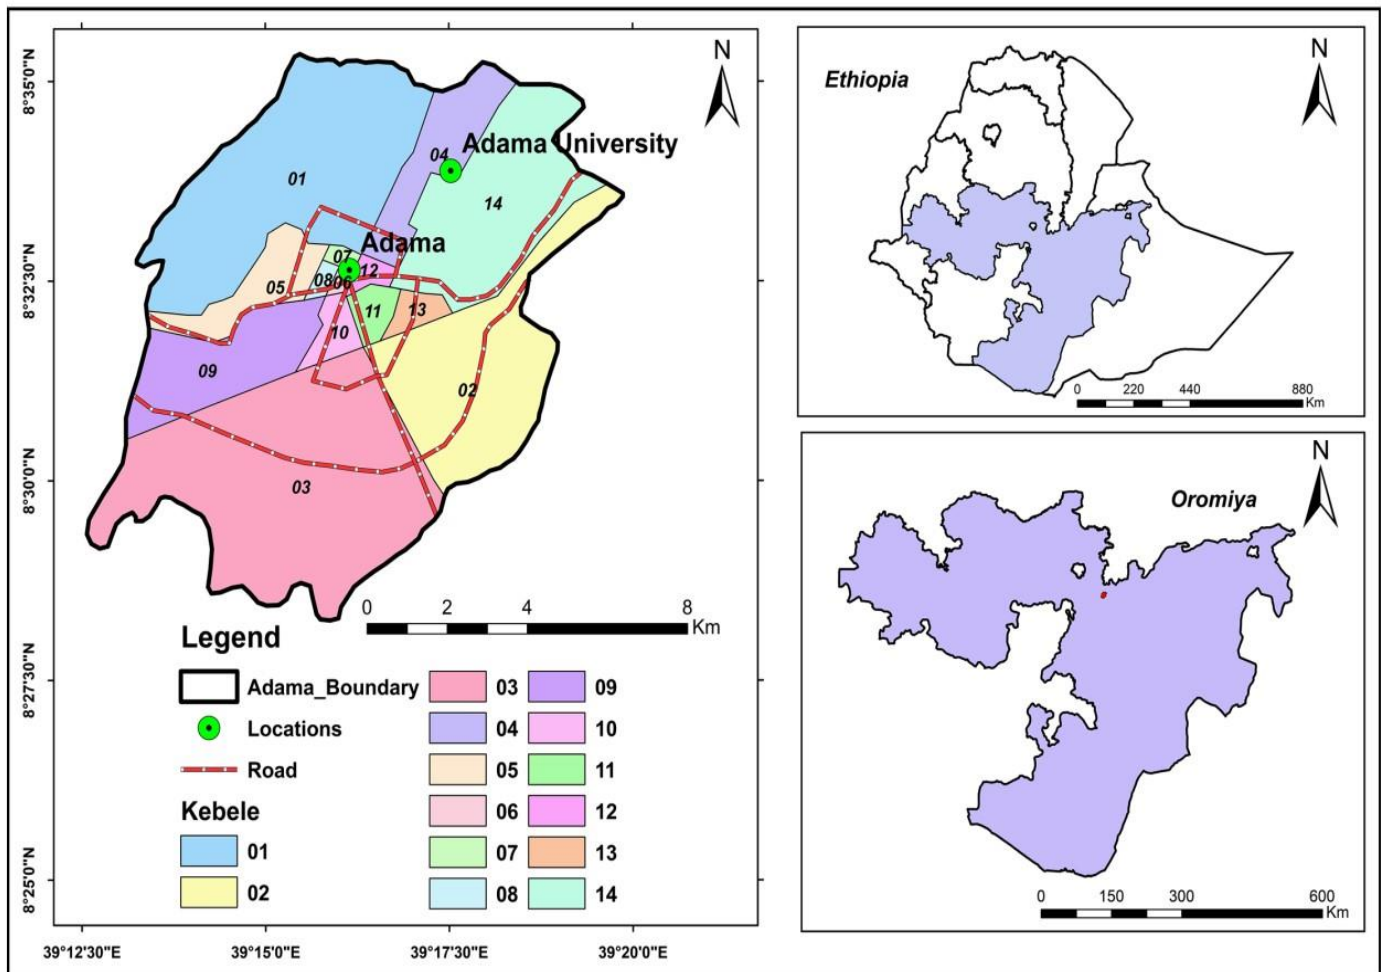 8°35'0"N
8°32'30"N
8°30'0"N
8°27'30"N
8°25'0"N
39°12'30"E
39°15'0"E
39°17'30"E
39°20'0"E
N
Adama University
04
01
14
Adama
07
12
08
06
05
11
13
10
09
02
03
0 2 4 8
Km
Legend
Adama_Boundary
Locations
Road
Kebele
01
02
03
04
05
06
07
08
09
10
11
12
13
14
Ethiopia
N
0 220 440 880
Km
Oromiya
N
0 150 300 600
Km